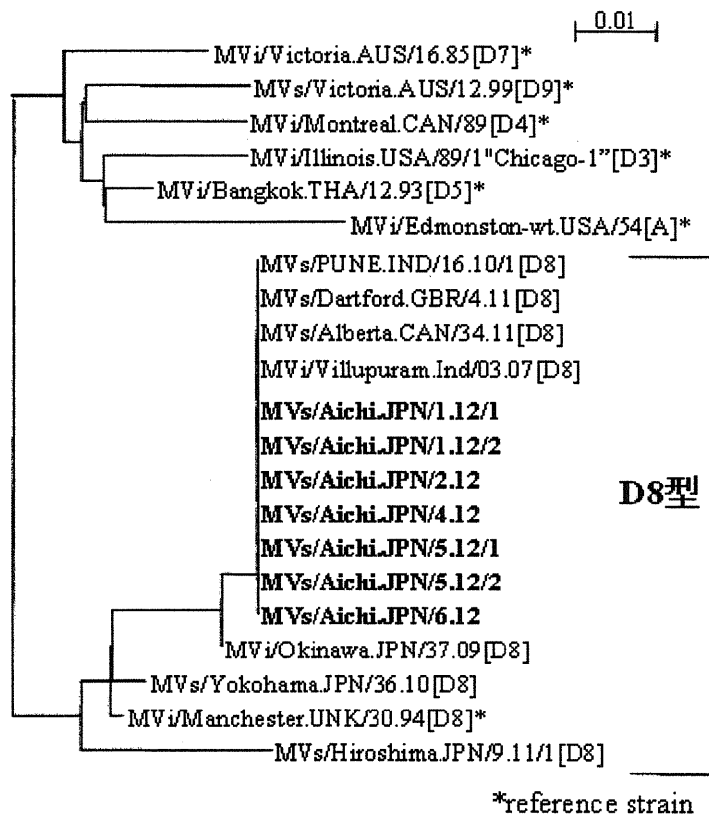 0.01
MVi/Victoria.AUS/16.85[D7]*
MVs/Victoria.AUS/12.99[D9]*
MVi/Montreal.CAN/89[D4]*
MVi/Illinois.USA/89/1"Chicago-1”[D3]*
MVi/Bangkok.THA/12.93[D5]*
MVi/Edmonston-wt.USA/54[A]*
MVs/PUNE.IND/16.10/1[D8]
MVs/Dartford.GBR/4.11[D8]
MVs/Alberta.CAN/34.11[D8]
MVi/Villupuram.Ind/03.07[D8]
MVs/Aichi.JPN/1.12/1
MVs/Aichi.JPN/1.12/2
MVs/Aichi.JPN/2.12
D8型
MVs/Aichi.JPN/4.12
MVs/Aichi.JPN/5.12/1
MVs/Aichi.JPN/5.12/2
MVs/Aichi.JPN/6.12
MVi/Okinawa.JPN/37.09[D8]
MVs/Yokohama.JPN/36.10[D8]
MVi/Manchester.UNK/30.94[D8]*
MVs/Hiroshima.JPN/9.11/1[D8]
*reference strain